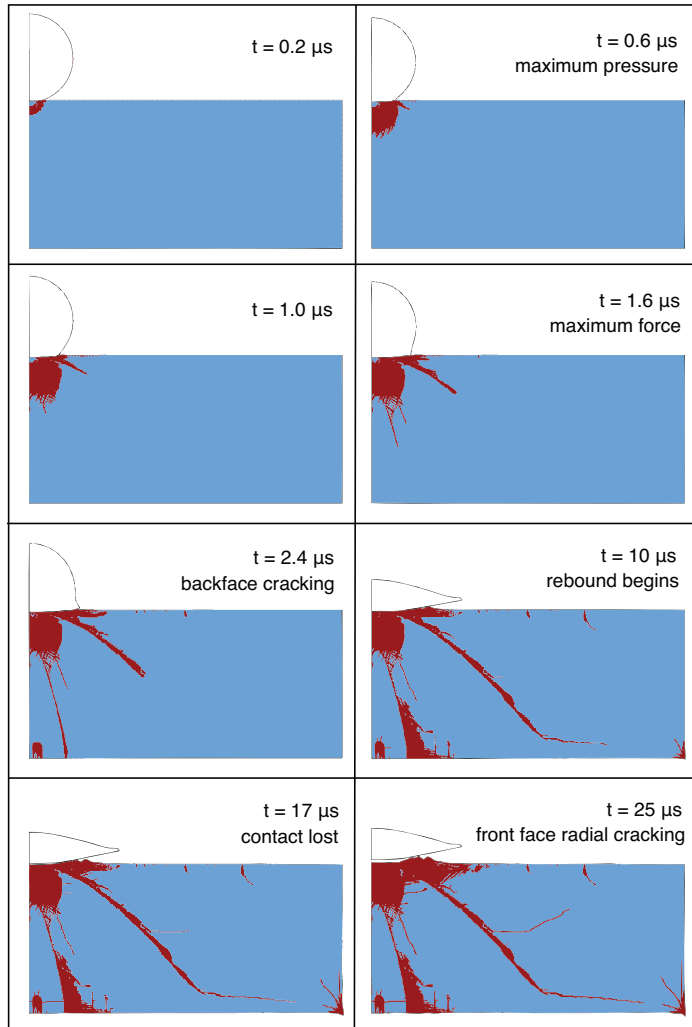 t = 0.2 μs
t = 0.6 μs
maximum pressure
t = 1.0 μs
t = 1.6 μs
maximum force
t = 2.4 μs
backface cracking
t = 10 μs
rebound begins
t = 17 μs
contact lost
t = 25 μs
front face radial cracking